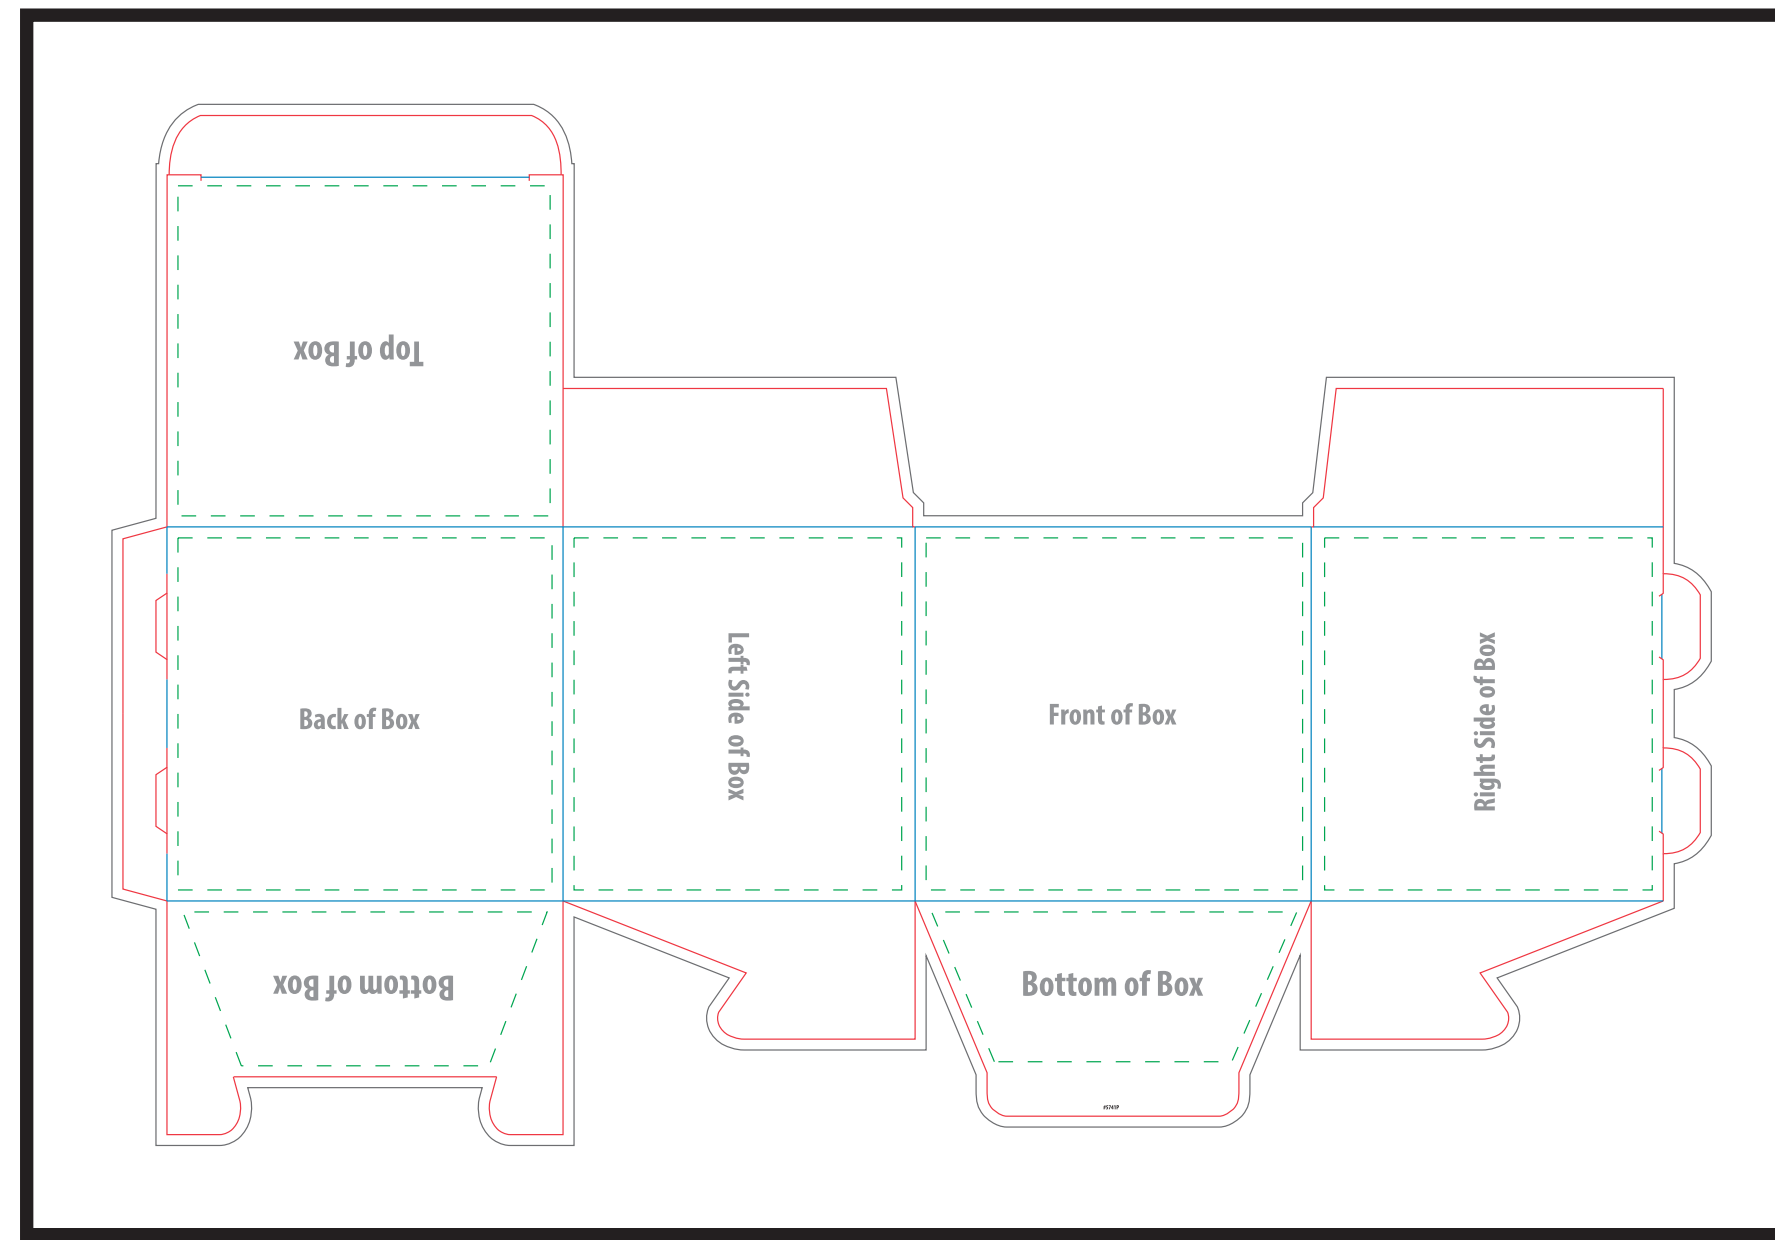 Top of Box
Back of Box
Left Side of Box
Front of Box
Right Side of Box
Bottom of Box
Bottom of Box
#5741P